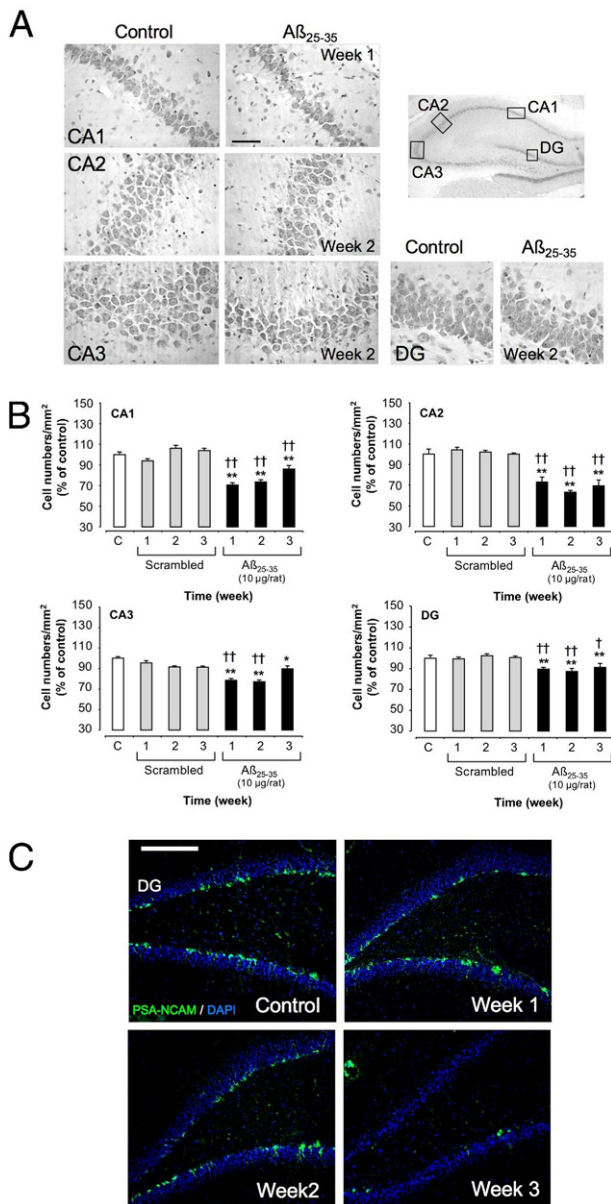 A
Control
Aß25-35
Week 1
CA1
CA2
Week 2
CA3
Week 2
CA2
CA1
DG
CA3
Control
Aß25-35
DG
Week 2
B
CA1
Cell numbers/mm²
(% of control)
130
110
90
70
50
30
††
**
††
**
††
**
C 1 2 3 1 2 3
Scrambled
Aß25-35
(10 µg/rat)
Time (week)
CA2
Cell numbers/mm²
(% of control)
130
110
90
70
50
30
††
**
††
**
††
**
C 1 2 3 1 2 3
Scrambled
Aß25-35
(10 µg/rat)
Time (week)
CA3
Cell numbers/mm²
(% of control)
130
110
90
70
50
30
††
**
††
**
*
C 1 2 3 1 2 3
Scrambled
Aß25-35
(10 µg/rat)
Time (week)
DG
Cell numbers/mm²
(% of control)
130
110
90
70
50
30
††
**
††
**
†
**
C 1 2 3 1 2 3
Scrambled
Aß25-35
(10 µg/rat)
Time (week)
C
DG
PSA-NCAM / DAPI
Control
Week 1
Week2
Week 3